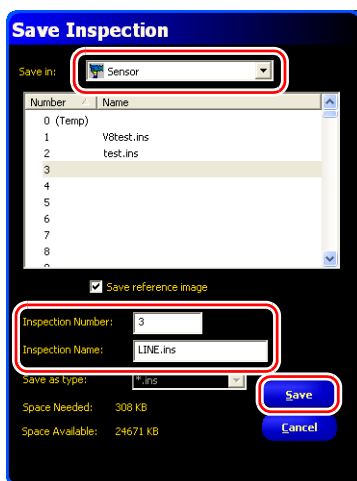 Save Inspection
Save in: Sensor
Number Name
0 (Temp)
1 V8test.ins
2 test.ins
3
4
5
6
7
8
Save reference image
Inspection Number: 3
Inspection Name: LINE.ins
Save as type: *.ins
Save
Space Needed: 308 KB
Space Available: 24671 KB
Cancel